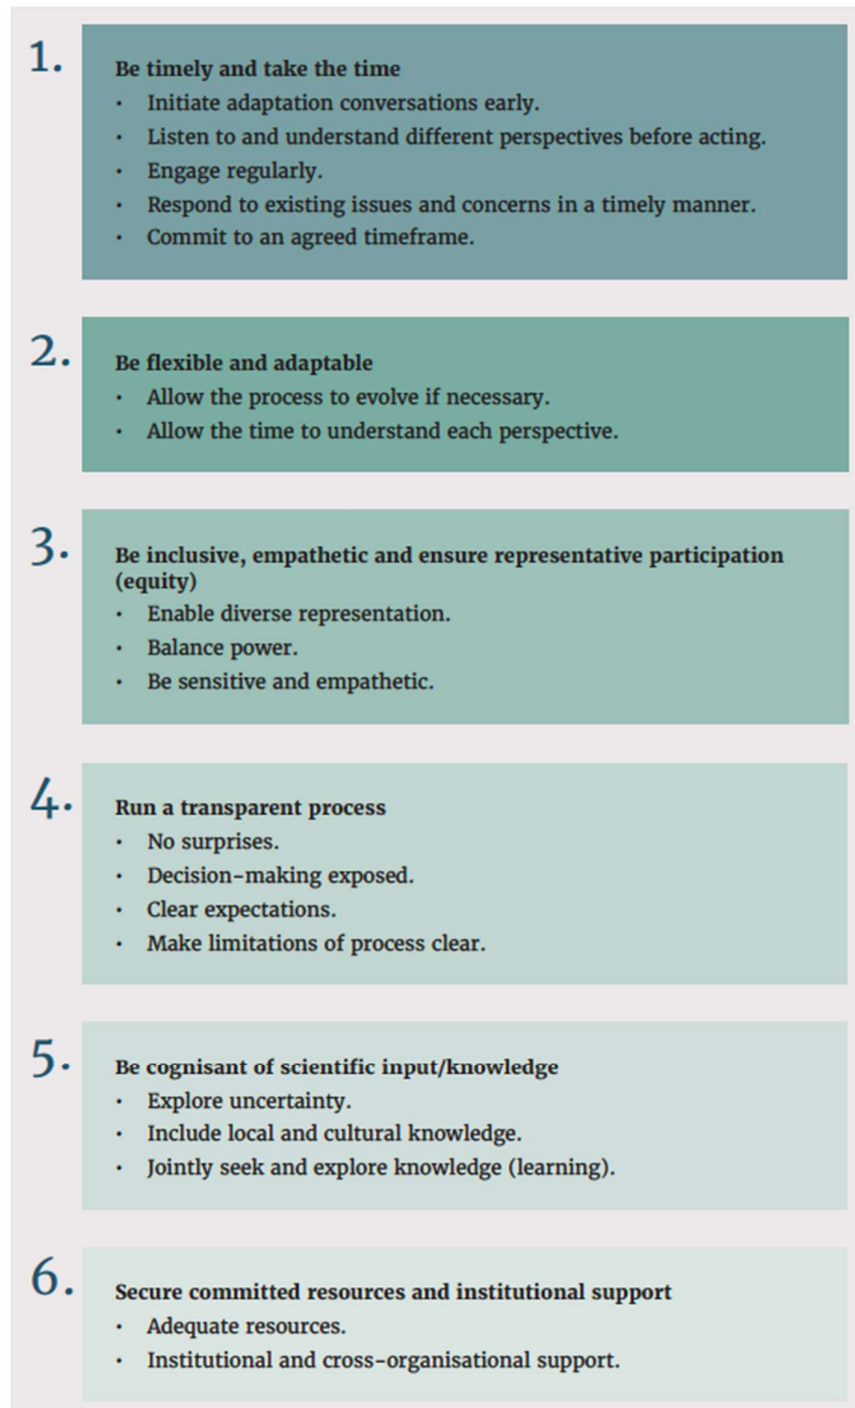 1.
Be timely and take the time
• Initiate adaptation conversations early.
• Listen to and understand different perspectives before acting.
• Engage regularly.
• Respond to existing issues and concerns in a timely manner.
• Commit to an agreed timeframe.
2.
Be flexible and adaptable
• Allow the process to evolve if necessary.
• Allow the time to understand each perspective.
3.
Be inclusive, empathetic and ensure representative participation
(equity)
• Enable diverse representation.
• Balance power.
• Be sensitive and empathetic.
4.
Run a transparent process
• No surprises.
• Decision-making exposed.
• Clear expectations.
• Make limitations of process clear.
5.
Be cognisant of scientific input/knowledge
• Explore uncertainty.
• Include local and cultural knowledge.
• Jointly seek and explore knowledge (learning).
6.
Secure committed resources and institutional support
• Adequate resources.
• Institutional and cross-organisational support.